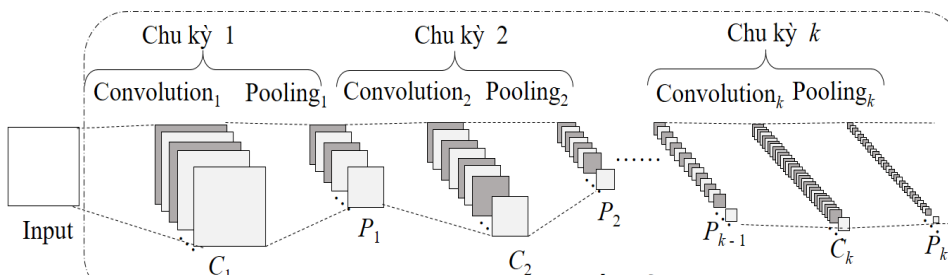 Chu kỳ 1 Chu kỳ 2 Chu kỳ k
Convolution₁ Pooling₁ Convolution₂ Pooling₂ Convolutionₖ Poolingₖ
Input C₁ P₁ C₂ P₂ Pₖ₋₁ Cₖ Pₖ